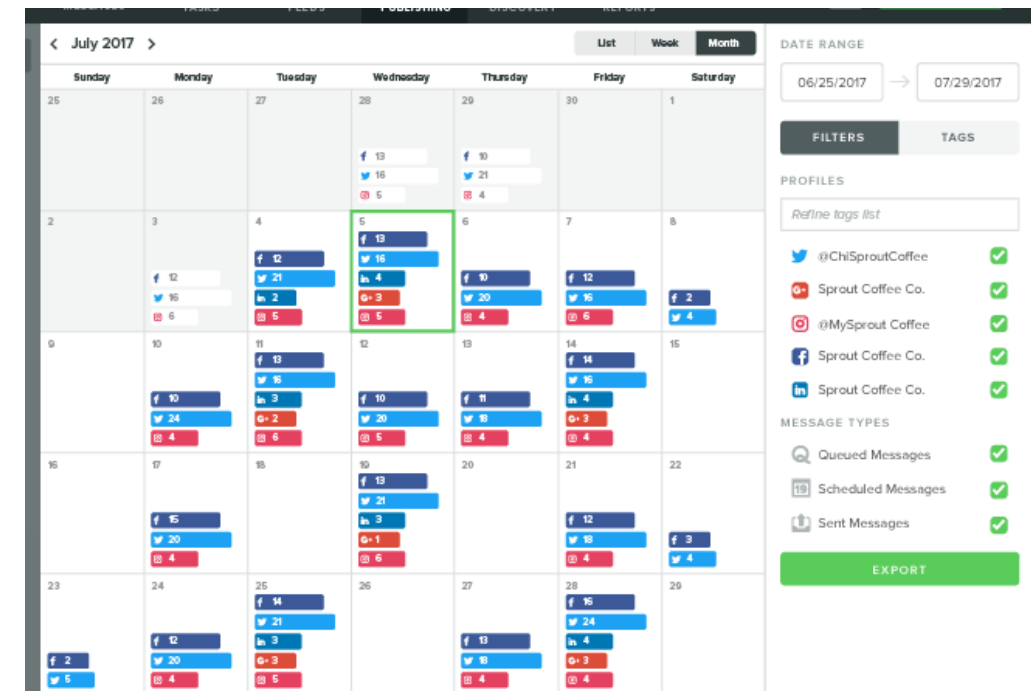 PUBLISHING
July 2017
List Week Month
Sunday Monday Tuesday Wednesday Thursday Friday Saturday
25 26 27 28 29 30 1
13 10
16 21
5 4
2 3 4 5 6 7 8
13
12 16
12 21 4 10 12
16 2 3 20 16 2
6 5 5 4 6 4
9 10 11 12 13 14 15
13 14
16 16
10 3 10 11 4
24 2 20 18 3
4 6 5 4 4
16 17 18 19 20 21 22
13
21
15 3 12
20 1 18 3
4 6 4 4
23 24 25 26 27 28 29
14 16
21 24
12 3 13 4
2 20 3 18 3
5 4 5 4 4
DATE RANGE
06/25/2017 07/29/2017
FILTERS TAGS
PROFILES
Refine tags list
@ChiSproutCoffee
G+ Sprout Coffee Co.
@MySprout Coffee
f Sprout Coffee Co.
in Sprout Coffee Co.
MESSAGE TYPES
Queued Messages
19 Scheduled Messages
Sent Messages
EXPORT